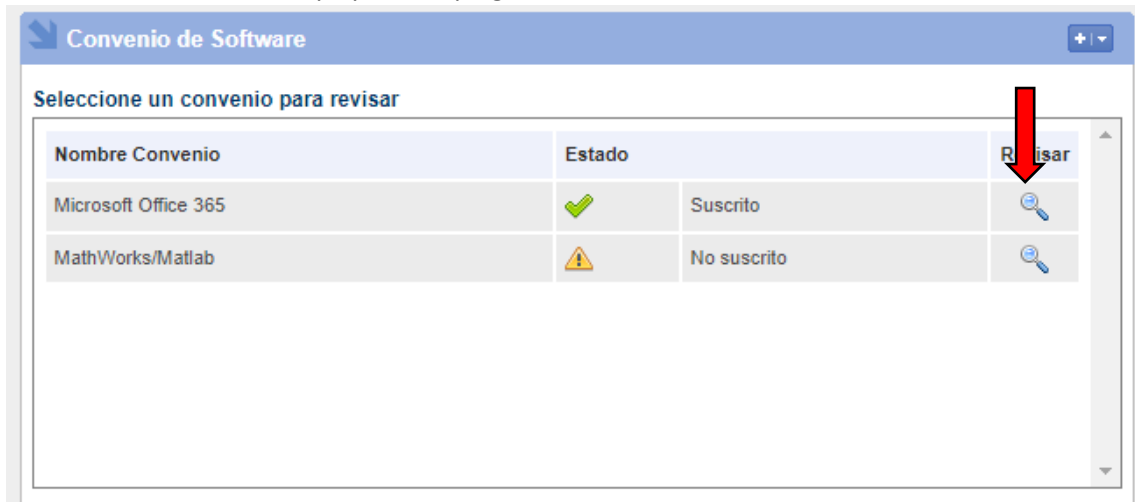 Convenio de Software
Seleccione un convenio para revisar
Nombre Convenio Estado
Microsoft Office 365 Suscrito
MathWorks/Matlab No suscrito